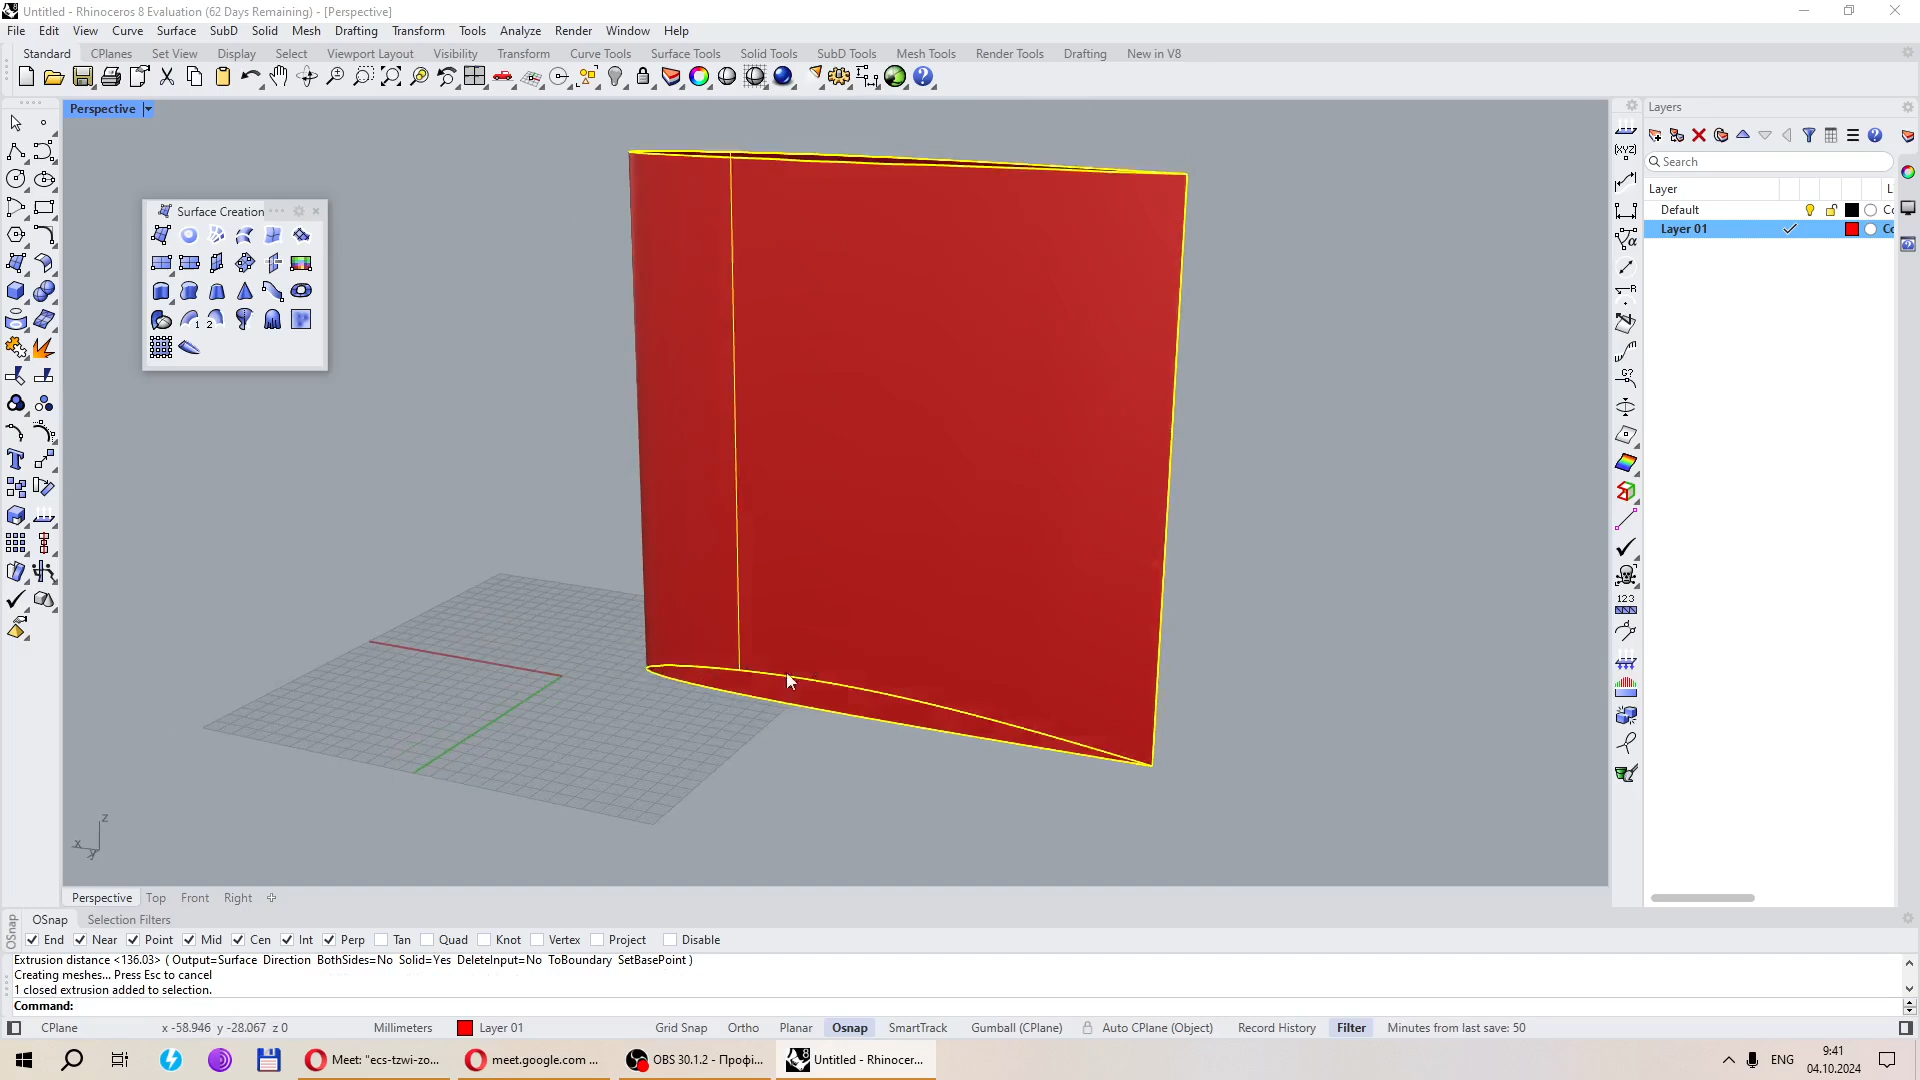 Untitled - Rhinoceros 8 Evaluation (62 Days Remaining) - [Perspective]
File Edit View Curve Surface SubD Solid Mesh Drafting Transform Tools Analyze Render Window Help
Standard CPlanes Set View Display Select Viewport Layout Visibility Transform Curve Tools Surface Tools Solid Tools SubD Tools Mesh Tools Render Tools Drafting New in V8
Perspective
Layers
Search
Layer L
Default Co
Layer 01 Co
Surface Creation
1 2
(XYZ)
R
G?
123
z
x
y
Perspective Top Front Right
OSnap
OSnap Selection Filters
End Near Point Mid Cen Int Perp Tan Quad Knot Vertex Project Disable
Extrusion distance <136.03> ( Output=Surface Direction BothSides=No Solid=Yes DeleteInput=No ToBoundary SetBasePoint )
Creating meshes... Press Esc to cancel
1 closed extrusion added to selection.
Command:
CPlane x -58.946 y -28.067 z 0 Millimeters Layer 01 Grid Snap Ortho Planar Osnap SmartTrack Gumball (CPlane) Auto CPlane (Object) Record History Filter Minutes from last save: 50
Meet: "ecs-tzwi-zo... meet.google.com ... OBS 30.1.2 - Профі... Untitled - Rhinocer... ENG 9:41
04.10.2024